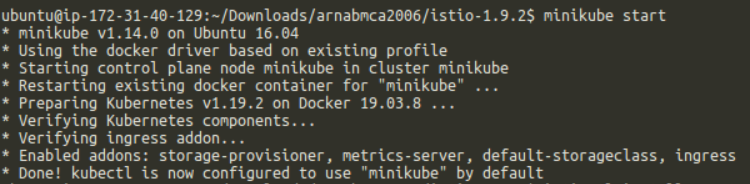 ubuntu@ip-172-31-40-129:~/Downloads/arnabmca2006/istio-1.9.2$ minikube start
* minikube v1.14.0 on Ubuntu 16.04
* Using the docker driver based on existing profile
* Starting control plane node minikube in cluster minikube
* Restarting existing docker container for "minikube" ...
* Preparing Kubernetes v1.19.2 on Docker 19.03.8 ...
* Verifying Kubernetes components...
* Verifying ingress addon...
* Enabled addons: storage-provisioner, metrics-server, default-storageclass, ingress
* Done! kubectl is now configured to use "minikube" by default